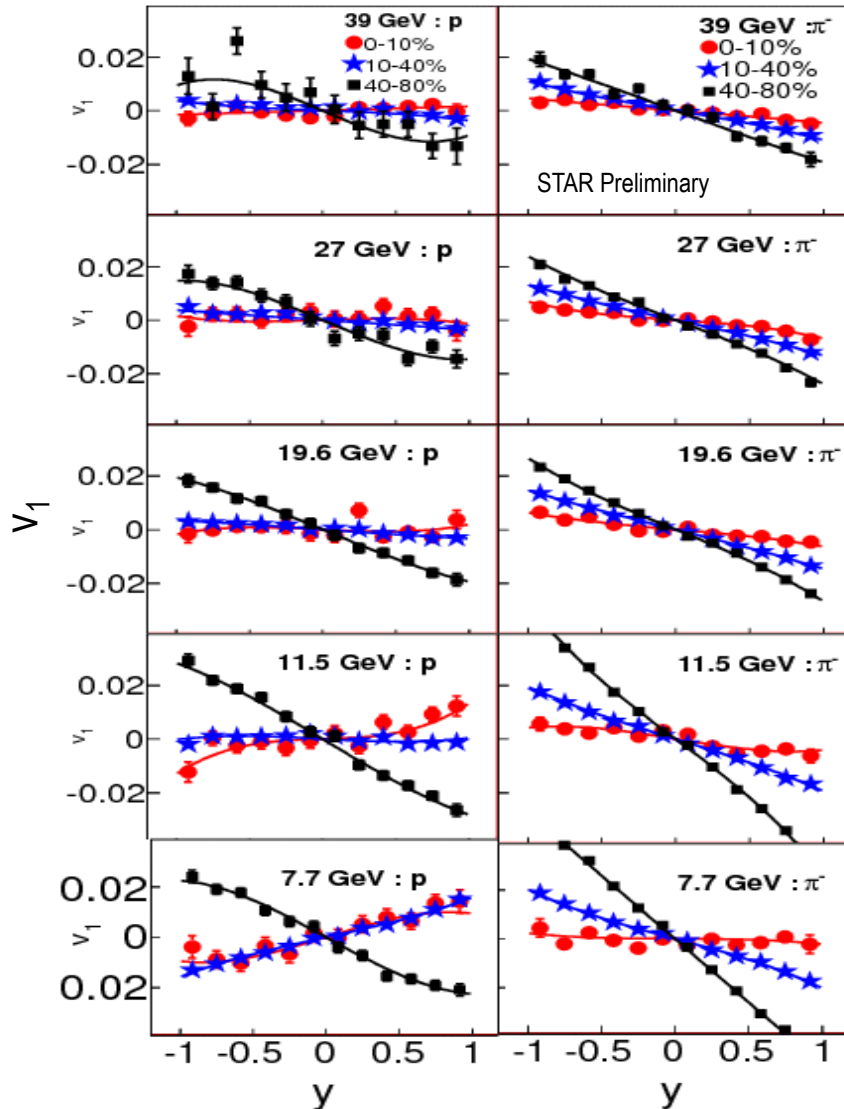 39 GeV : p
0-10%
10-40%
40-80%
0.02
0
-0.02
v1
39 GeV :π-
0-10%
10-40%
40-80%
STAR Preliminary
27 GeV : p
0.02
0
-0.02
v1
27 GeV :π-
19.6 GeV : p
0.02
0
-0.02
v1
v1
19.6 GeV :π-
11.5 GeV : p
0.02
0
-0.02
v1
11.5 GeV :π-
7.7 GeV : p
0.02
0
0.02
v1
7.7 GeV :π-
-1 -0.5 0 0.5 1
-1 -0.5 0 0.5 1
y
y